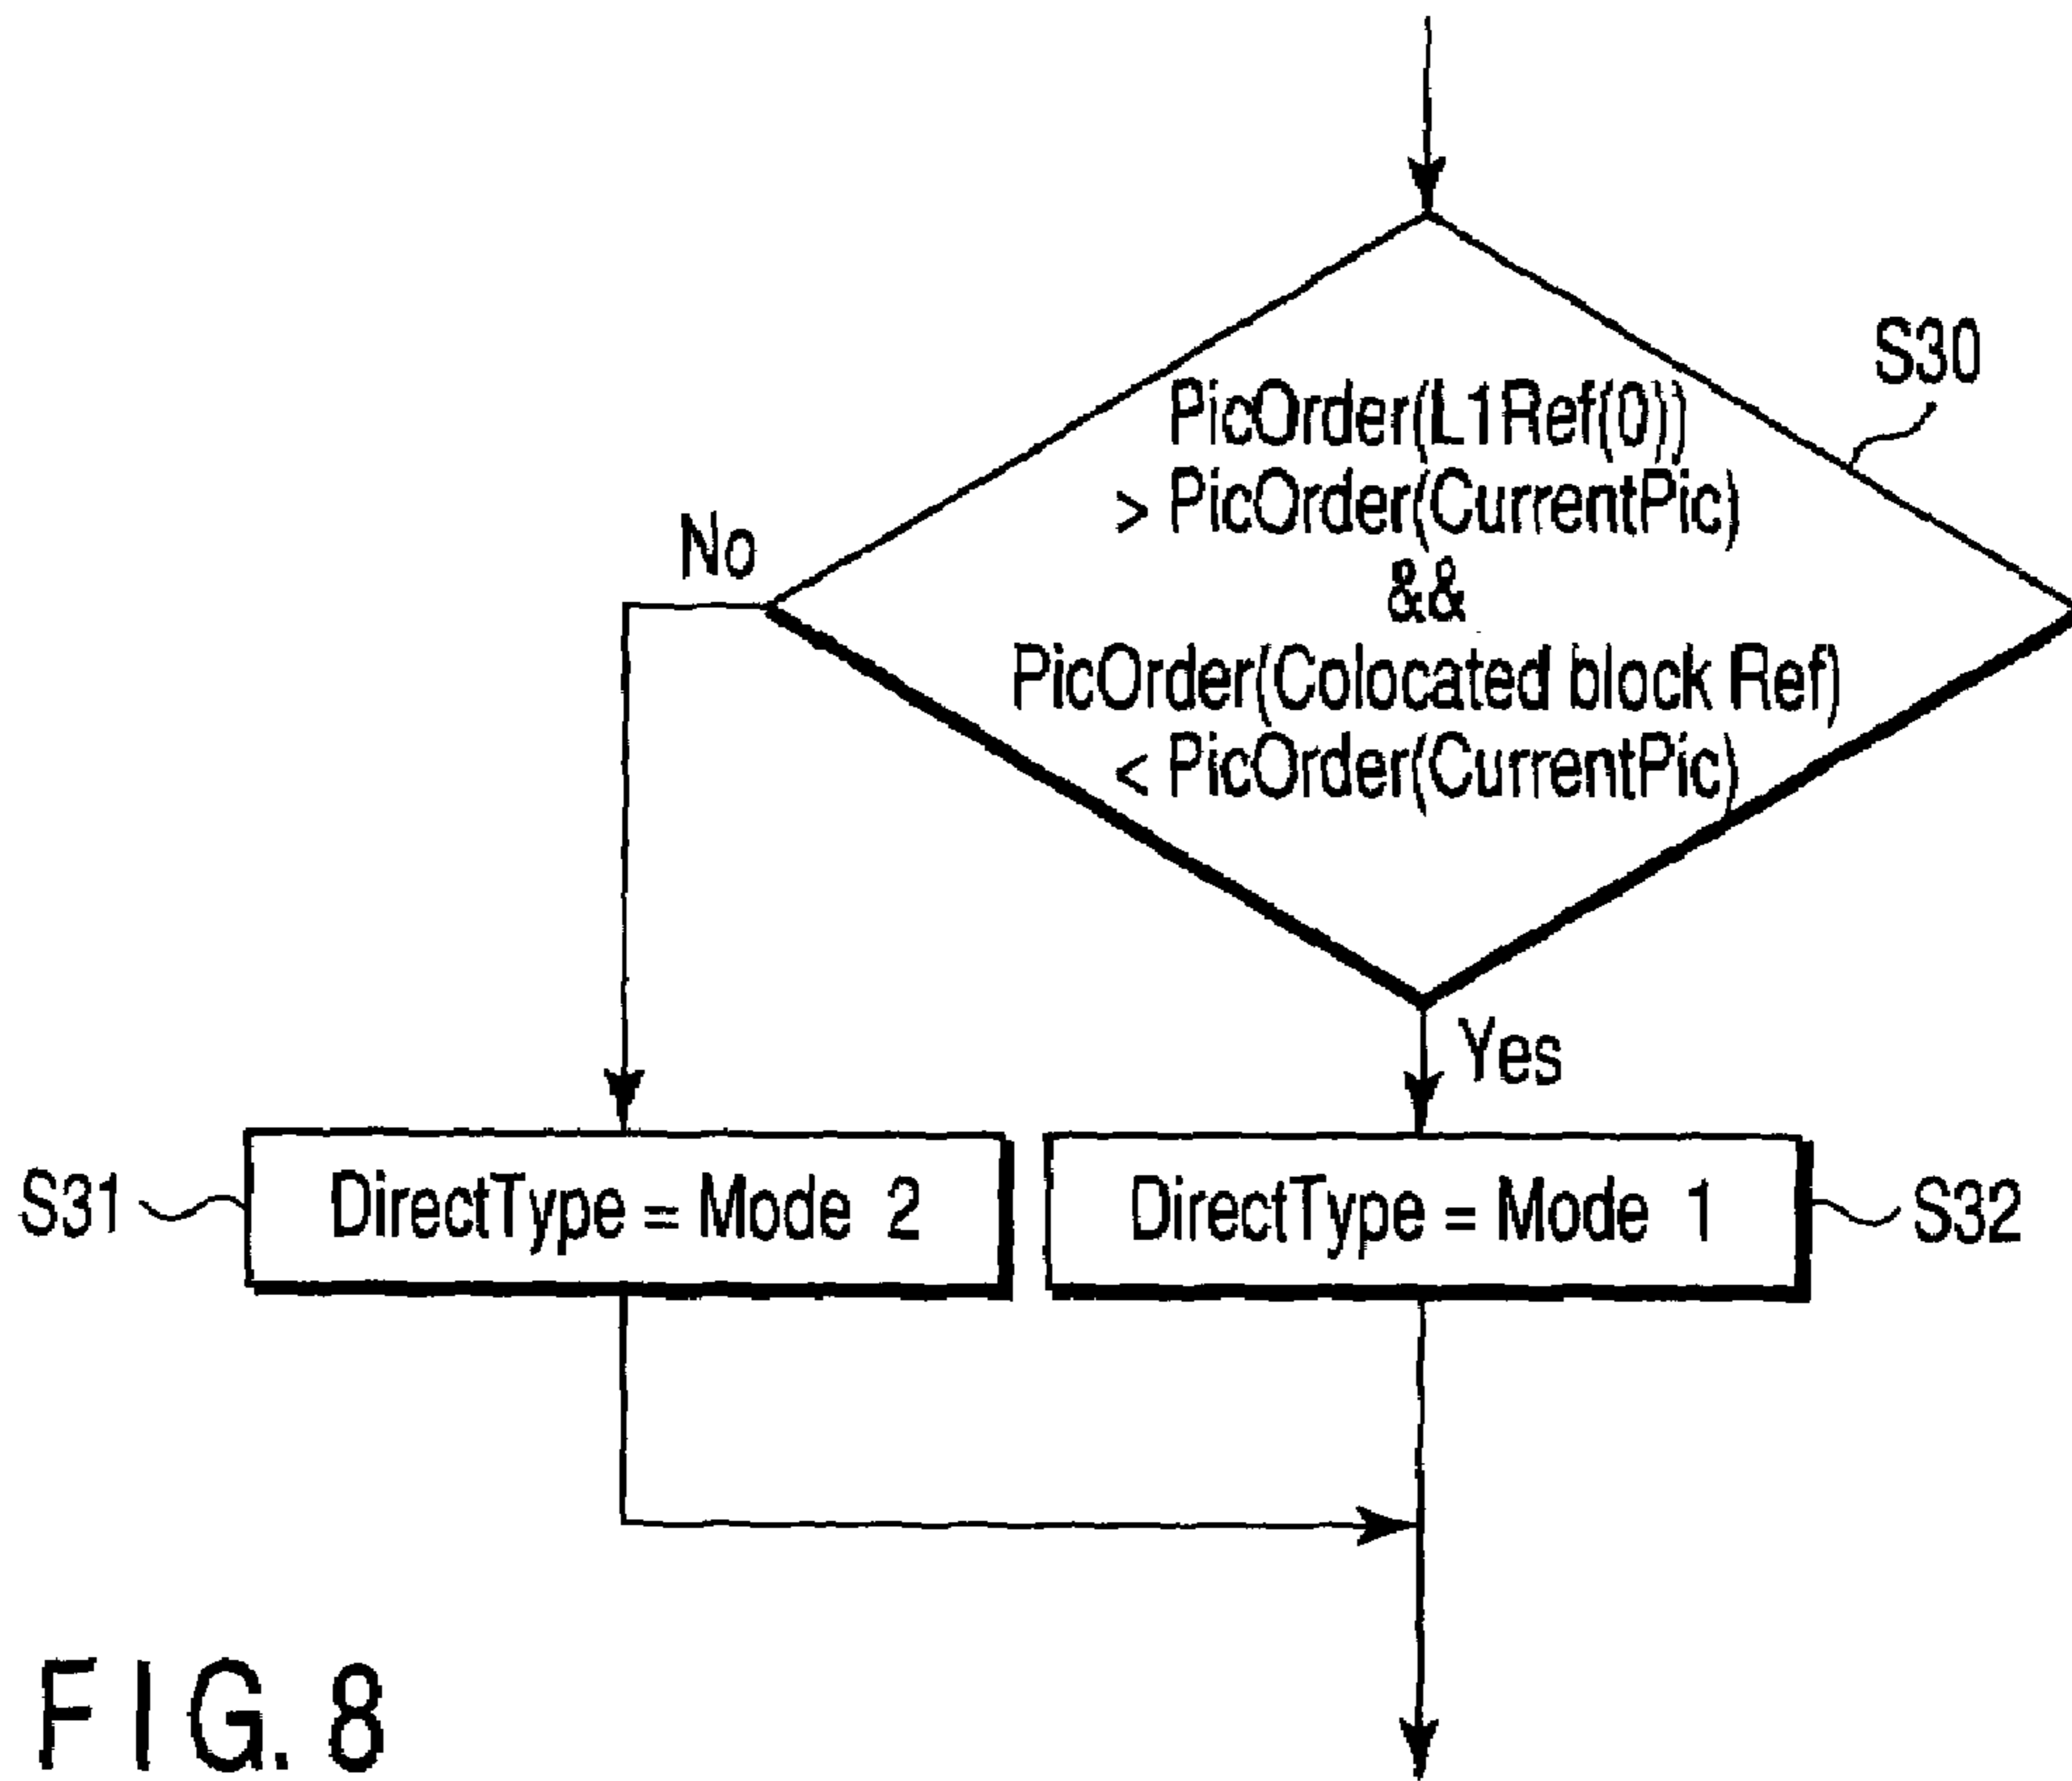 S30
PicOrder(L1Ref(0))
> PicOrder(CurrentPic)
&&
PicOrder(Colocated block Ref)
< PicOrder(CurrentPic)
No
Yes
S31
DirectType = Mode 2
DirectType = Mode 1
S32
FIG. 8